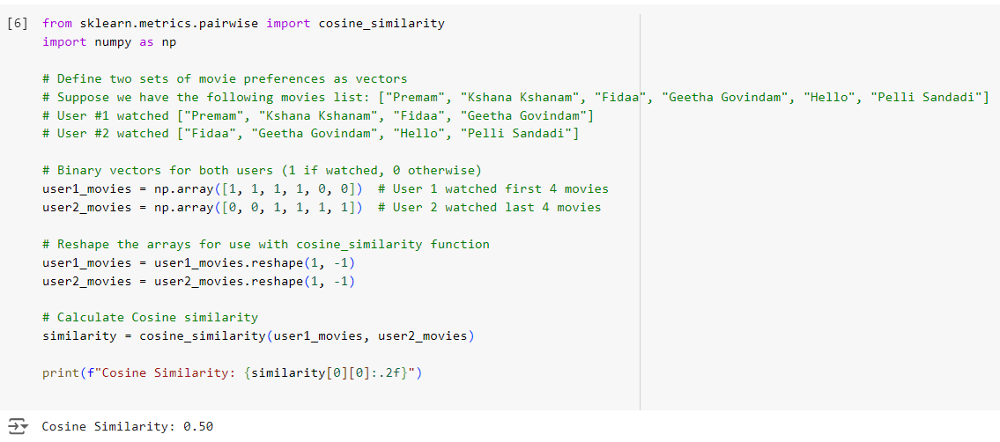 [6] from sklearn.metrics.pairwise import cosine_similarity
import numpy as np
# Define two sets of movie preferences as vectors
# Suppose we have the following movies list: ["Premam", "Kshana Kshanam", "Fidaa", "Geetha Govindam", "Hello", "Pelli Sandadi"]
# User #1 watched ["Premam", "Kshana Kshanam", "Fidaa", "Geetha Govindam"]
# User #2 watched ["Fidaa", "Geetha Govindam", "Hello", "Pelli Sandadi"]
# Binary vectors for both users (1 if watched, 0 otherwise)
user1_movies = np.array([1, 1, 1, 1, 0, 0])  # User 1 watched first 4 movies
user2_movies = np.array([0, 0, 1, 1, 1, 1])  # User 2 watched last 4 movies
# Reshape the arrays for use with cosine_similarity function
user1_movies = user1_movies.reshape(1, -1)
user2_movies = user2_movies.reshape(1, -1)
# Calculate Cosine similarity
similarity = cosine_similarity(user1_movies, user2_movies)
print(f"Cosine Similarity: {similarity[0][0]:.2f}")
Cosine Similarity: 0.50